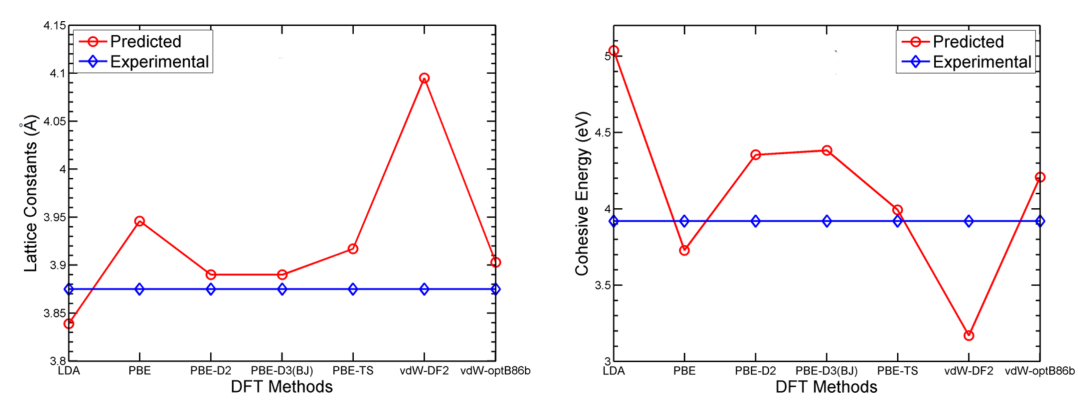 4.15
4.1
4.05
4
3.95
3.9
3.85
3.8
Lattice Constants (Å)
Predicted
Experimental
LDA PBE PBE-D2 PBE-D3(BJ) PBE-TS vdW-DF2 vdW-optB86b
DFT Methods
5
4.5
4
3.5
3
Cohesive Energy (eV)
Predicted
Experimental
LDA PBE PBE-D2 PBE-D3(BJ) PBE-TS vdW-DF2 vdW-optB86b
DFT Methods